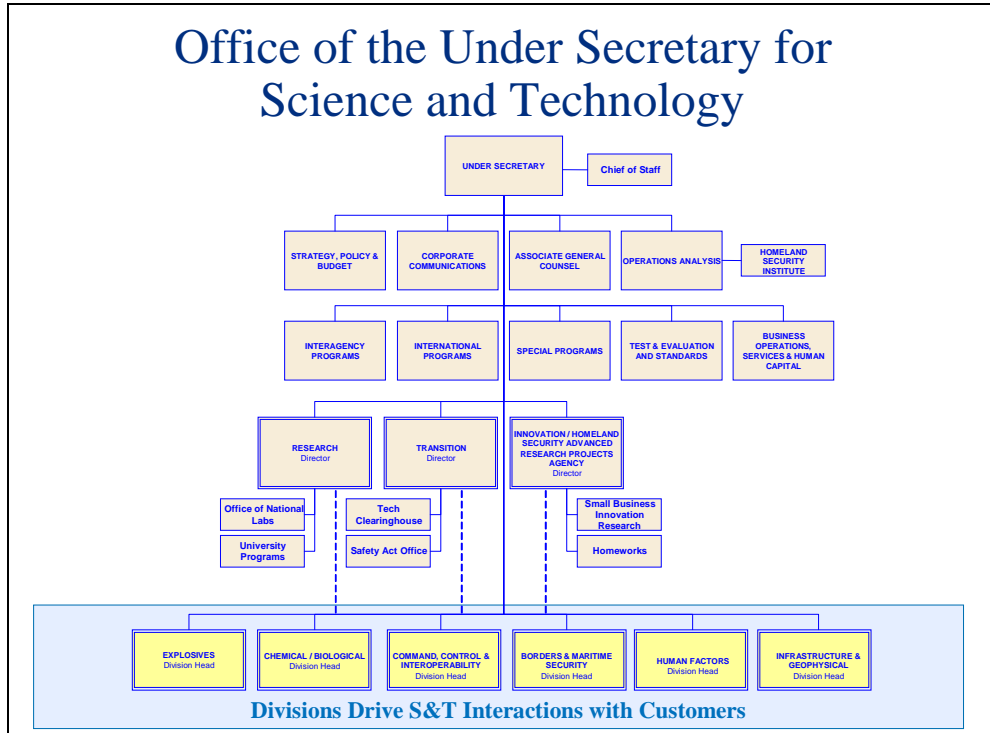 Office of the Under Secretary for
Science and Technology
UNDER SECRETARY
Chief of Staff
STRATEGY, POLICY &
BUDGET
CORPORATE
COMMUNICATIONS
ASSOCIATE GENERAL
COUNSEL
OPERATIONS ANALYSIS
HOMELAND
SECURITY
INSTITUTE
INTERAGENCY
PROGRAMS
INTERNATIONAL
PROGRAMS
SPECIAL PROGRAMS
TEST & EVALUATION
AND STANDARDS
BUSINESS
OPERATIONS,
SERVICES & HUMAN
CAPITAL
RESEARCH
Director
TRANSITION
Director
INNOVATION / HOMELAND
SECURITY ADVANCED
RESEARCH PROJECTS
AGENCY
Director
Office of National
Labs
University
Programs
Tech
Clearinghouse
Safety Act Office
Small Business
Innovation
Research
Homeworks
EXPLOSIVES
Division Head
CHEMICAL / BIOLOGICAL
Division Head
COMMAND, CONTROL &
INTEROPERABILITY
Division Head
BORDERS & MARITIME
SECURITY
Division Head
HUMAN FACTORS
Division Head
INFRASTRUCTURE &
GEOPHYSICAL
Division Head
Divisions Drive S&T Interactions with Customers